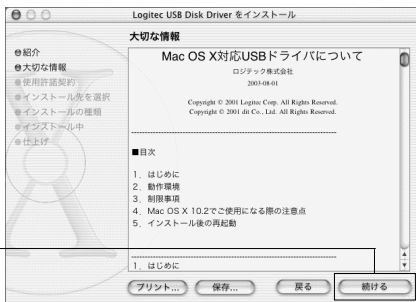 Logitec USB Disk Driver をインストール
大切な情報
紹介
大切な情報
使用許諾契約
インストール先を選択
インストールの種類
インストール中
仕上げ
Mac OS X対応USBドライバについて
ロジテック株式会社
2003-08-01
Copyright © 2001 Logitec Corp. All Rights Reserved.
Copyright © 2001 dit Co., Ltd. All Rights Reserved.
■目次
1．はじめに
2．動作環境
3．制限事項
4．Mac OS X 10.2でご使用になる際の注意点
5．インストール後の再起動
1．はじめに
プリント... 保存... 戻る 続ける